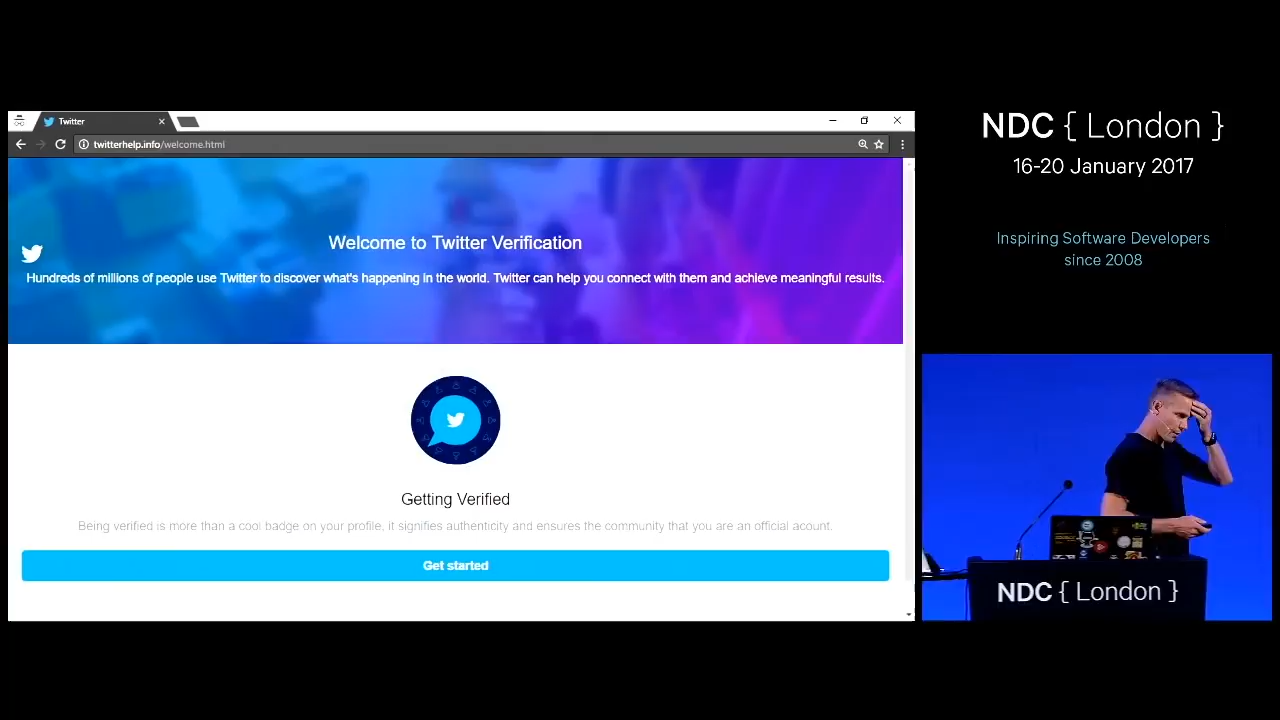 Twitter
twitterhelp.info/welcome.html
Welcome to Twitter Verification
Hundreds of millions of people use Twitter to discover what's happening in the world. Twitter can help you connect with them and achieve meaningful results.
Getting Verified
Being verified is more than a cool badge on your profile, it signifies authenticity and ensures the community that you are an official acount.
Get started
NDC { London }
16-20 January 2017
Inspiring Software Developers
since 2008
NDC { London }